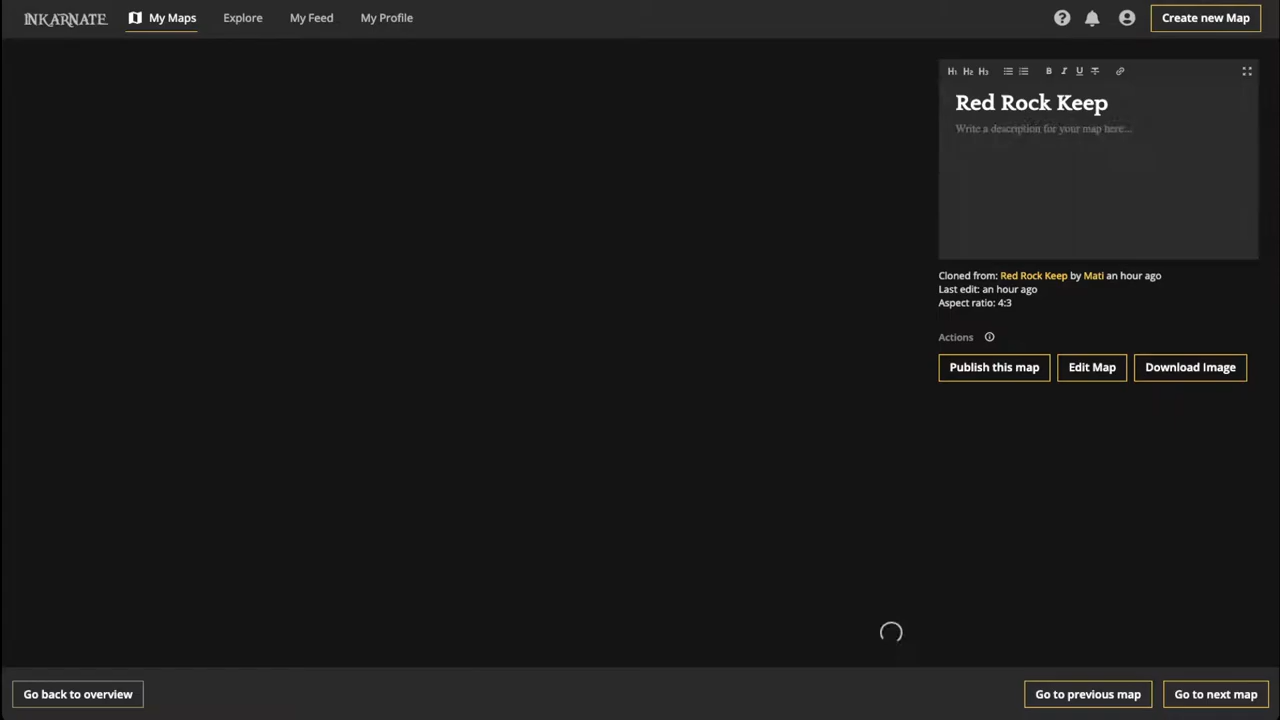 INKARNATE My Maps Explore My Feed My Profile Create new Map
H1 H2 H3 B I U T
Red Rock Keep
Write a description for your map here...
Cloned from: Red Rock Keep by Mati an hour ago
Last edit: an hour ago
Aspect ratio: 4:3
Actions
Publish this map Edit Map Download Image
Go back to overview Go to previous map Go to next map